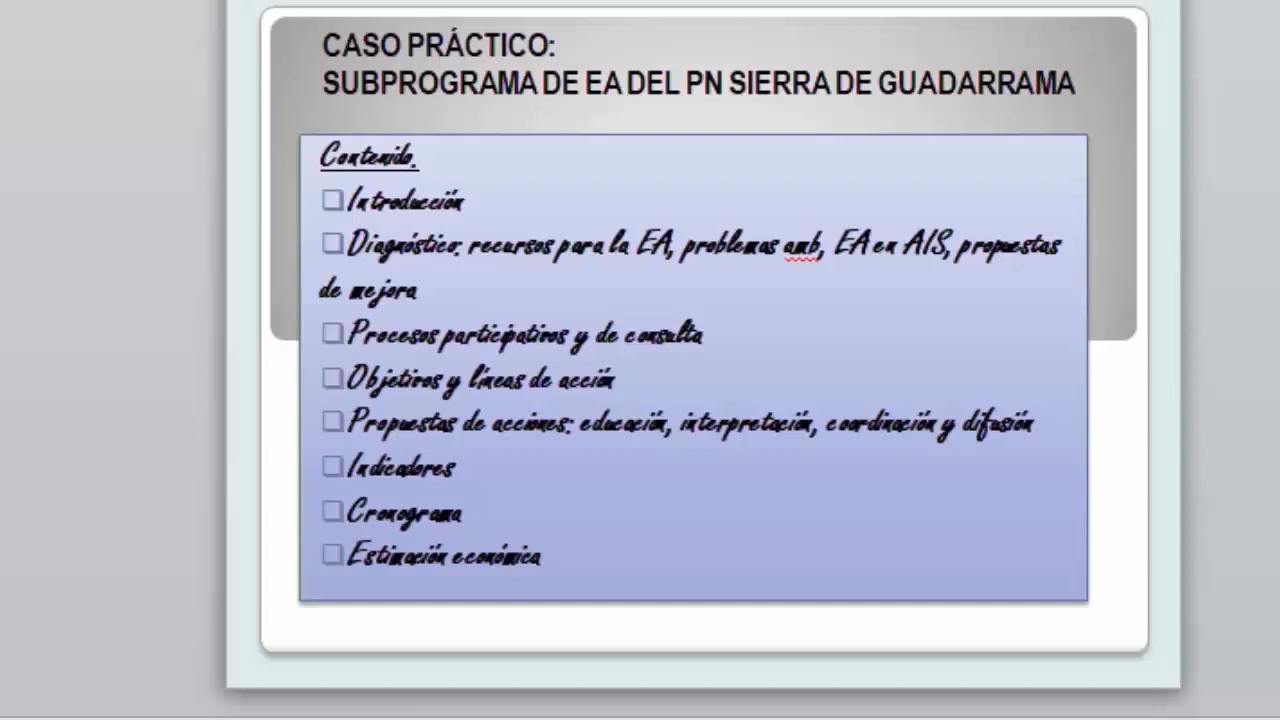 CASO PRÁCTICO:
SUBPROGRAMA DE EA DEL PN SIERRA DE GUADARRAMA
Contenido.
Introducción
Diagnóstico: recursos para la EA, problemas amb, EA en AIS, propuestas
de mejora
Procesos participativos y de consulta
Objetivos y líneas de acción
Propuestas de acciones: educación, interpretación, coordinación y difusión
Indicadores
Cronograma
Estimación económica